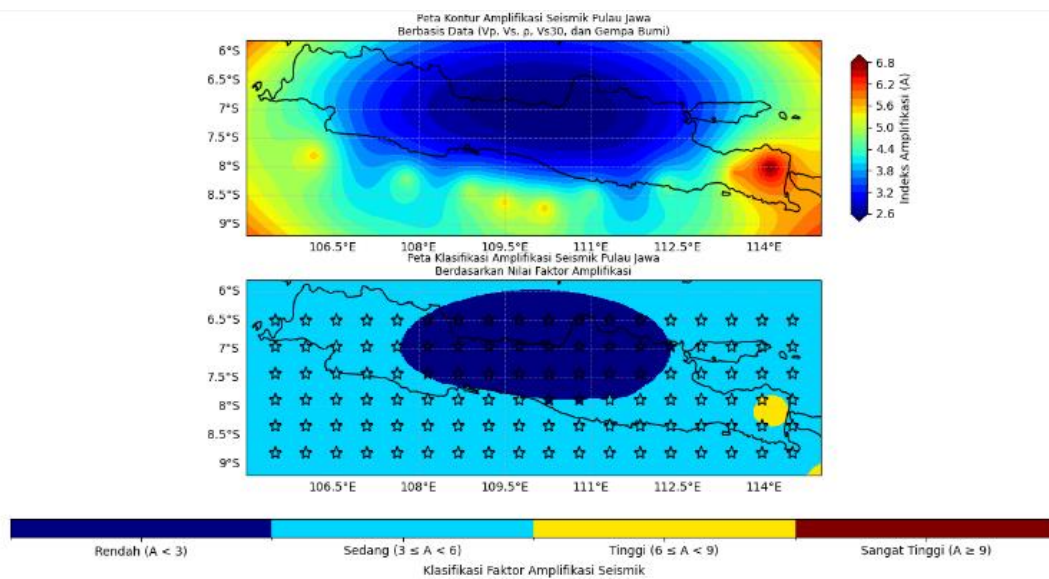 Peta Kontur Amplifikasi Seismik Pulau Jawa
Berbasis Data (Vp, Vs, ρ, Vs30, dan Gempa Bumi)
6°S
6.5°S
7°S
7.5°S
8°S
8.5°S
9°S
106.5°E 108°E 109.5°E 111°E 112.5°E 114°E
6.8
6.2
5.6
5.0
4.4
3.8
3.2
2.6
Indeks Amplifikasi (A)
Peta Klasifikasi Amplifikasi Seismik Pulau Jawa
Berdasarkan Nilai Faktor Amplifikasi
6°S
6.5°S
7°S
7.5°S
8°S
8.5°S
9°S
106.5°E 108°E 109.5°E 111°E 112.5°E 114°E
Rendah (A < 3) Sedang (3 ≤ A < 6) Tinggi (6 ≤ A < 9) Sangat Tinggi (A ≥ 9)
Klasifikasi Faktor Amplifikasi Seismik